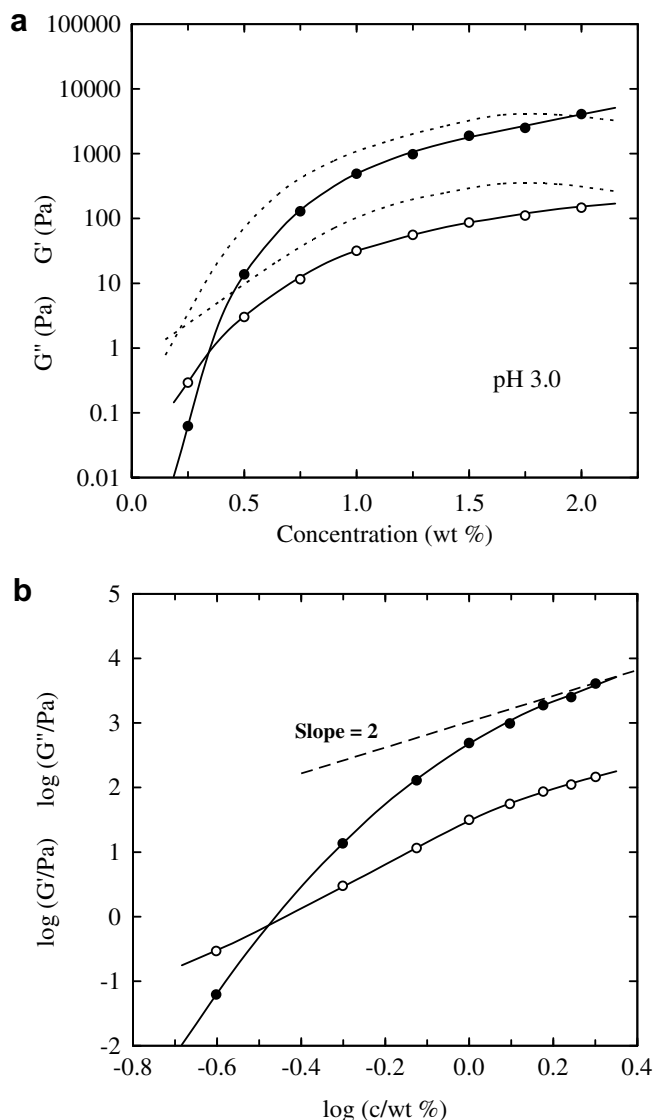 a
100000
10000
1000
100
10
1
0.1
0.01
G'' (Pa) G' (Pa)
pH 3.0
0.0 0.5 1.0 1.5 2.0
Concentration (wt %)
b
5
4
3
2
1
0
-1
-2
log (G'/Pa) log (G''/Pa)
Slope = 2
-0.8 -0.6 -0.4 -0.2 0.0 0.2 0.4
log (c/wt %)